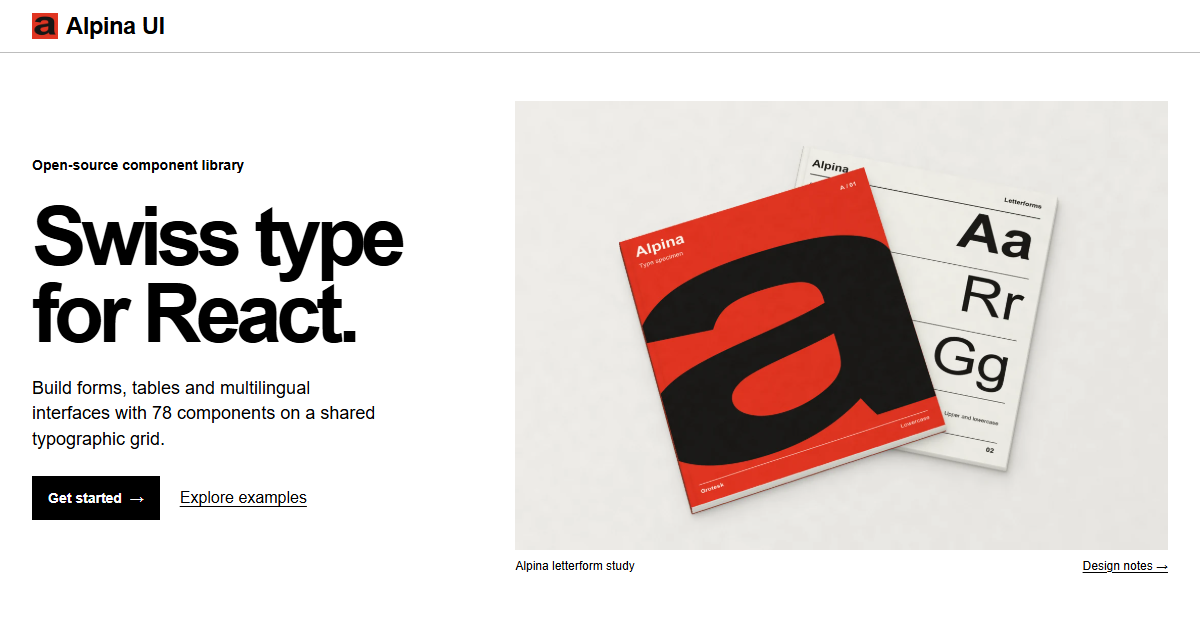 a Alpina UI
Open-source component library
Swiss type
for React.
Build forms, tables and multilingual
interfaces with 78 components on a shared
typographic grid.
Get started →
Explore examples
Alpina
Type specimen
A / 01
a
Grotesk
Lowercase
Alpina
Letterforms
Aa
Rr
Gg
Upper and lowercase
02
Alpina letterform study
Design notes →